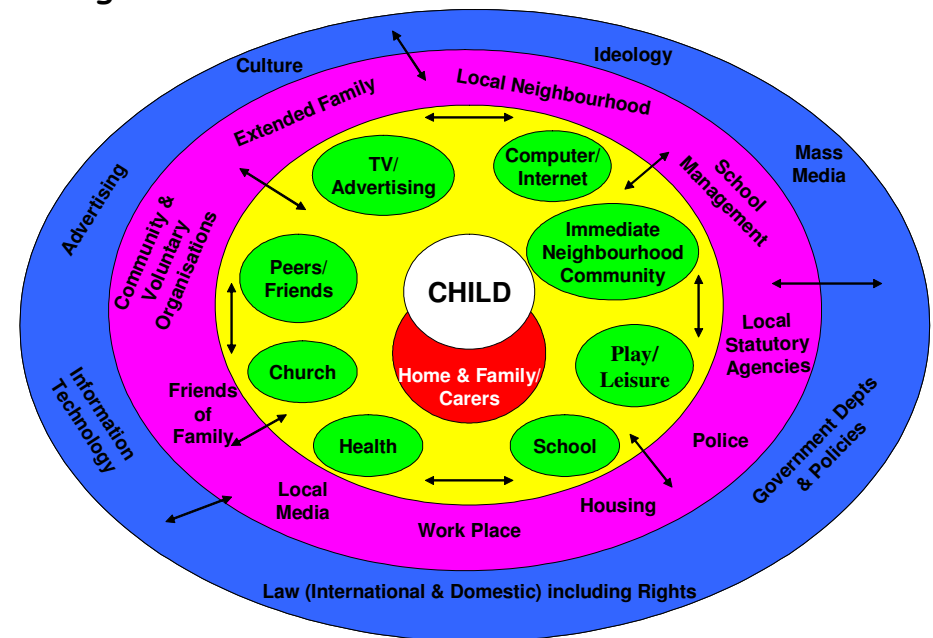 Culture
Ideology
Extended Family
Local Neighbourhood
Advertising
Mass
Media
School
Management
TV/
Advertising
Computer/
Internet
Community &
Voluntary
Organisations
Immediate
Neighbourhood
Community
Peers/
Friends
CHILD
Local
Statutory
Agencies
Play/
Leisure
Church
Home & Family/
Carers
Friends
of
Family
Information
Technology
Health
School
Police
Government Depts
& Policies
Local
Media
Housing
Work Place
Law (International & Domestic) including Rights